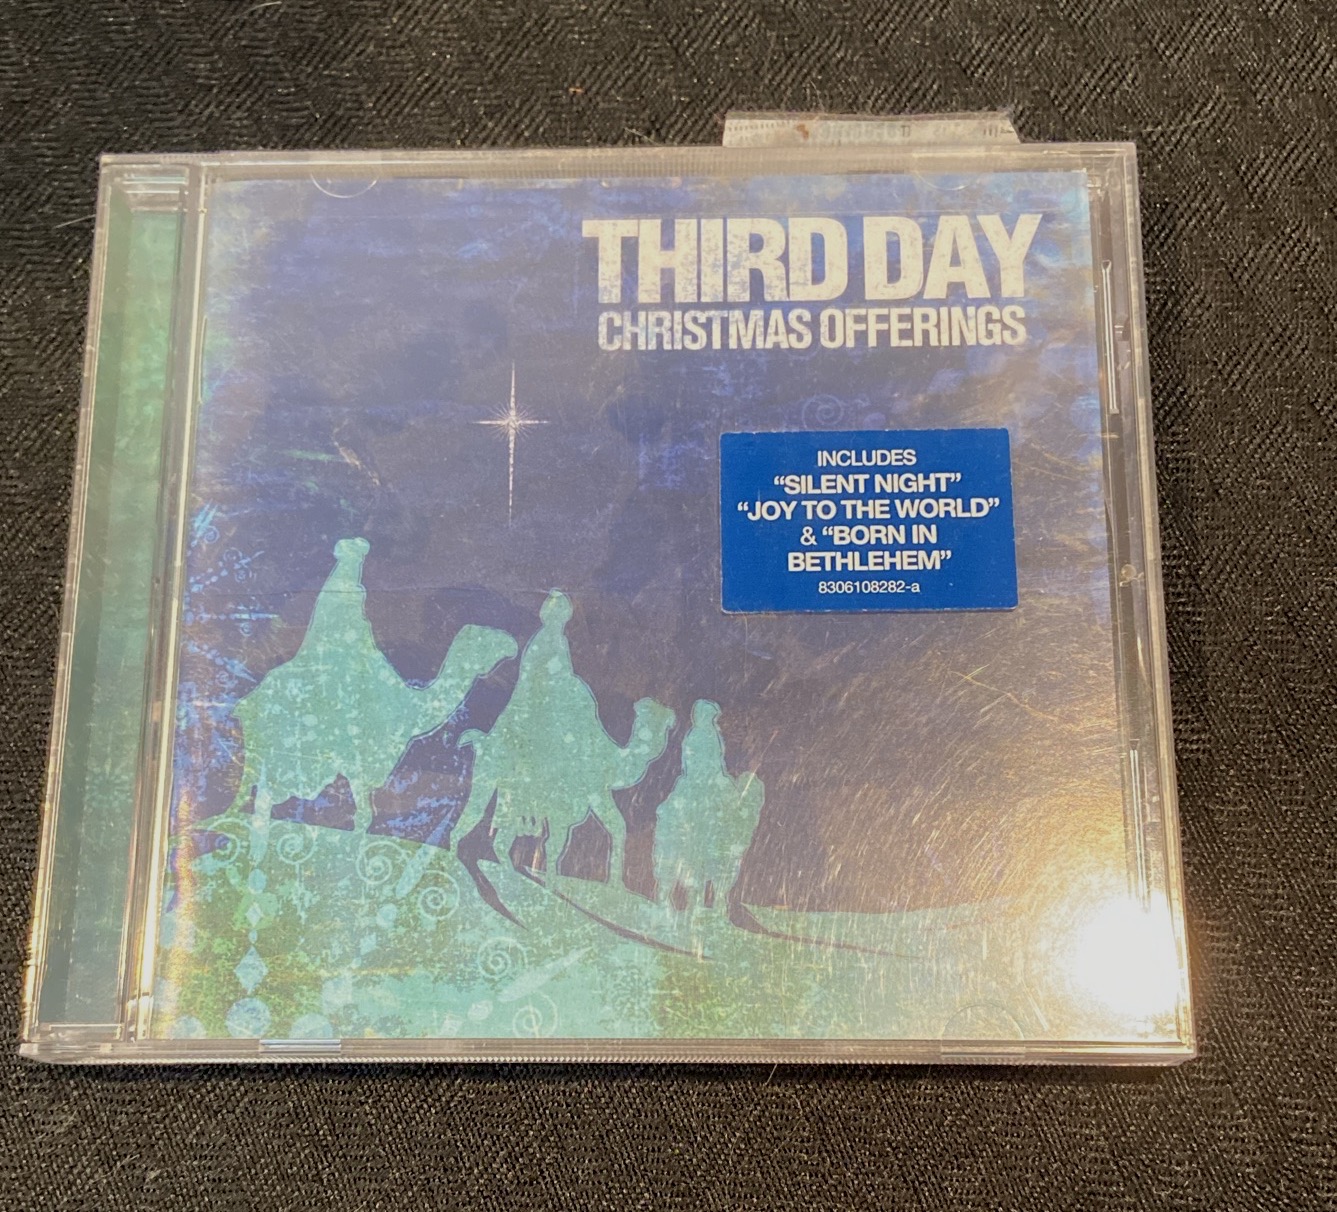 THIRD DAY
CHRISTMAS OFFERINGS
INCLUDES
“SILENT NIGHT”
“JOY TO THE WORLD”
& “BORN IN
BETHLEHEM”
8306108282-a